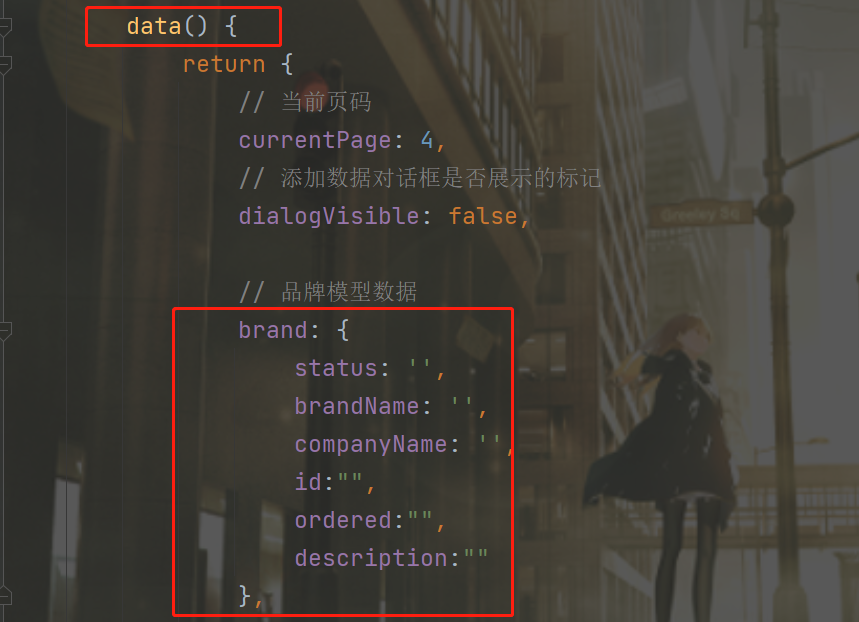 data() {
return {
// 当前页码
currentPage: 4,
// 添加数据对话框是否展示的标记
dialogVisible: false,
// 品牌模型数据
brand: {
status: '',
brandName: '',
companyName: '',
id:"",
ordered:"",
description:""
},
Greeley Sq